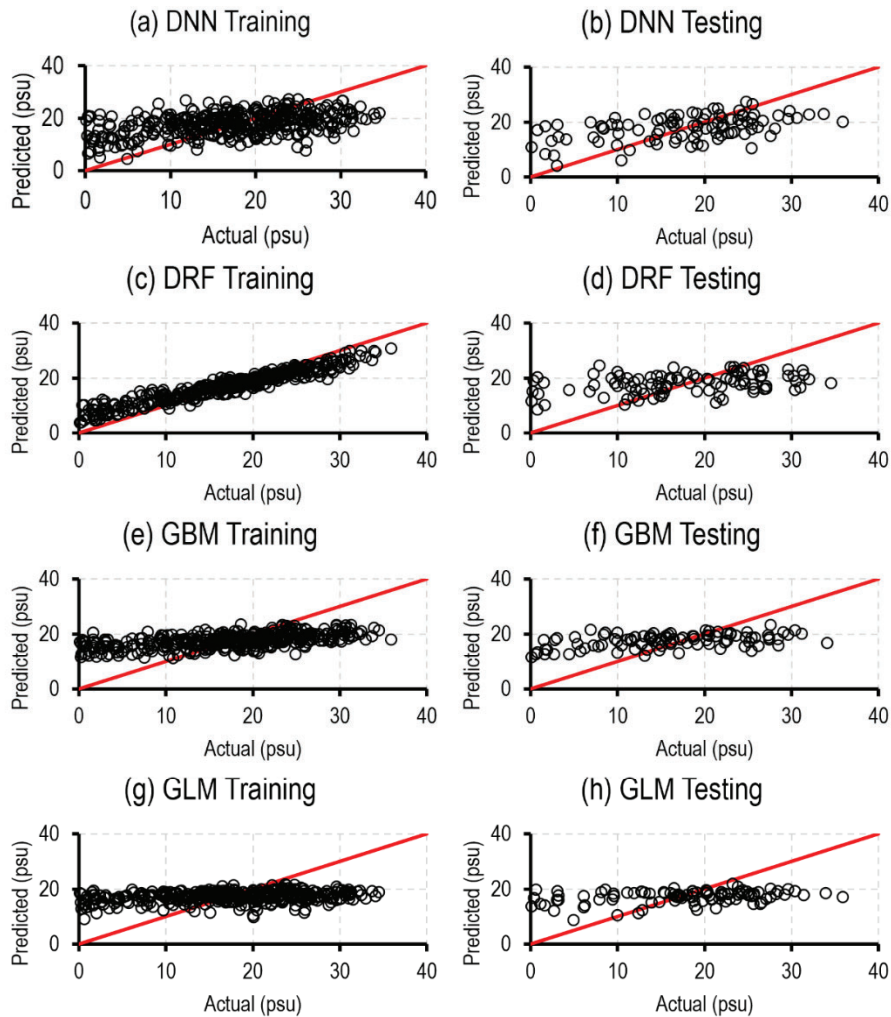 (a) DNN Training
40
20
0
Predicted (psu)
0 10 20 30 40
Actual (psu)
(b) DNN Testing
40
20
0
Predicted (psu)
0 10 20 30 40
Actual (psu)
(c) DRF Training
40
20
0
Predicted (psu)
0 10 20 30 40
Actual (psu)
(d) DRF Testing
40
20
0
Predicted (psu)
0 10 20 30 40
Actual (psu)
(e) GBM Training
40
20
0
Predicted (psu)
0 10 20 30 40
Actual (psu)
(f) GBM Testing
40
20
0
Predicted (psu)
0 10 20 30 40
Actual (psu)
(g) GLM Training
40
20
0
Predicted (psu)
0 10 20 30 40
Actual (psu)
(h) GLM Testing
40
20
0
Predicted (psu)
0 10 20 30 40
Actual (psu)